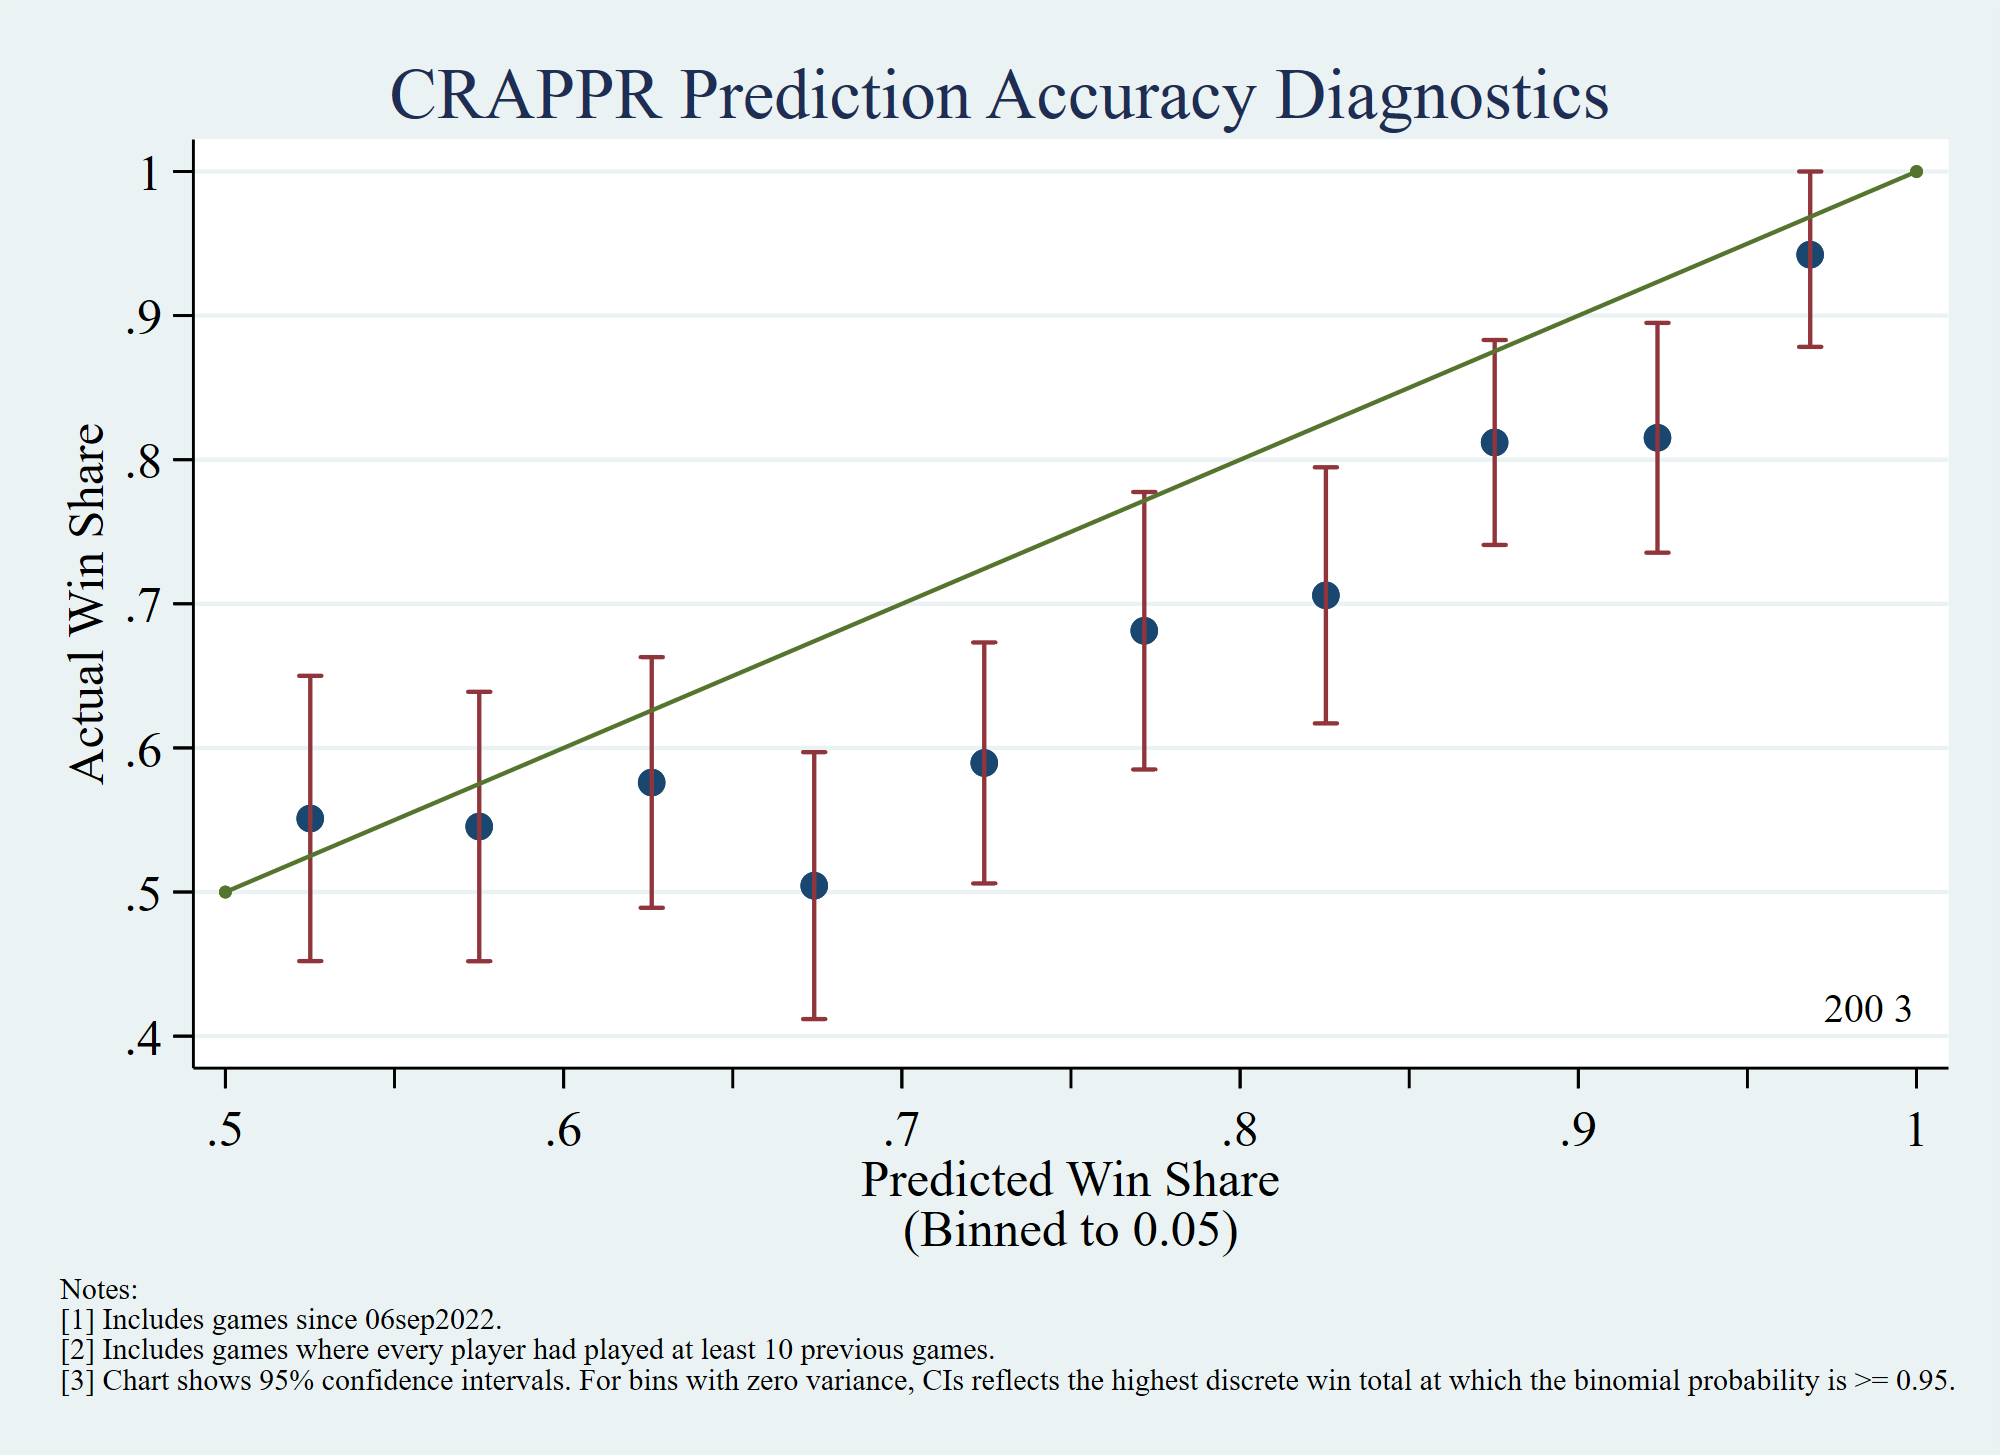 CRAPPR Prediction Accuracy Diagnostics
1
.9
.8
.7
.6
.5
.4
Actual Win Share
200 3
.5 .6 .7 .8 .9 1
Predicted Win Share
(Binned to 0.05)
Notes:
[1] Includes games since 06sep2022.
[2] Includes games where every player had played at least 10 previous games.
[3] Chart shows 95% confidence intervals. For bins with zero variance, CIs reflects the highest discrete win total at which the binomial probability is >= 0.95.